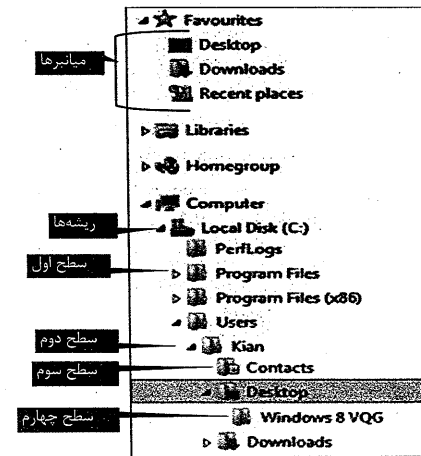 Favourites
Desktop
میانبرها
Downloads
Recent places
Libraries
Homegroup
Computer
ریشه‌ها
Local Disk (C:)
PerfLogs
سطح اول
Program Files
Program Files (x86)
Users
سطح دوم
Kian
سطح سوم
Contacts
Desktop
سطح چهارم
Windows 8 VQG
Downloads